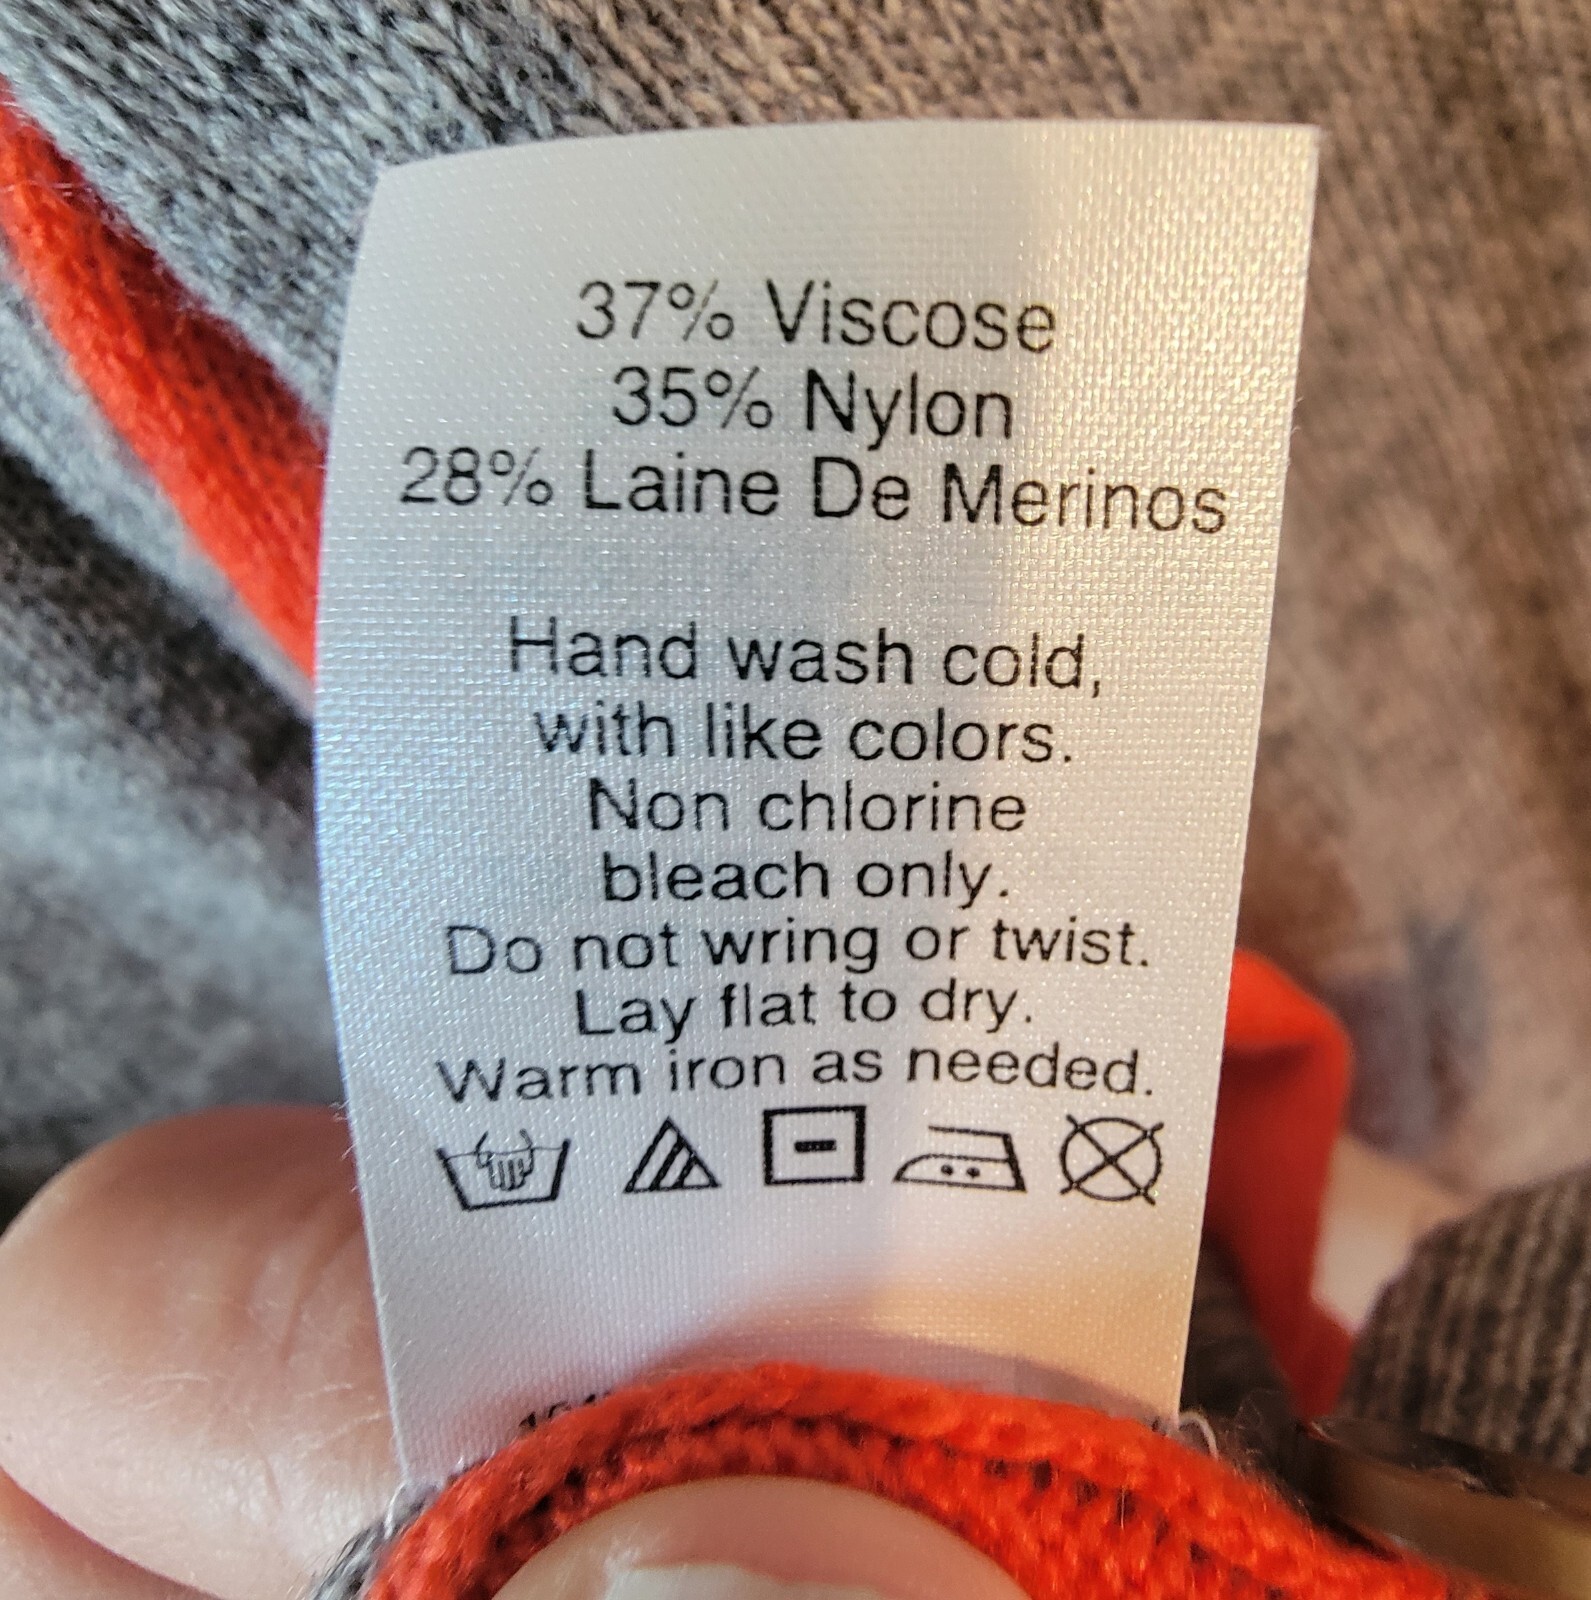 37% Viscose
35% Nylon
28% Laine De Merinos
Hand wash cold,
with like colors.
Non chlorine
bleach only.
Do not wring or twist.
Lay flat to dry.
Warm iron as needed.